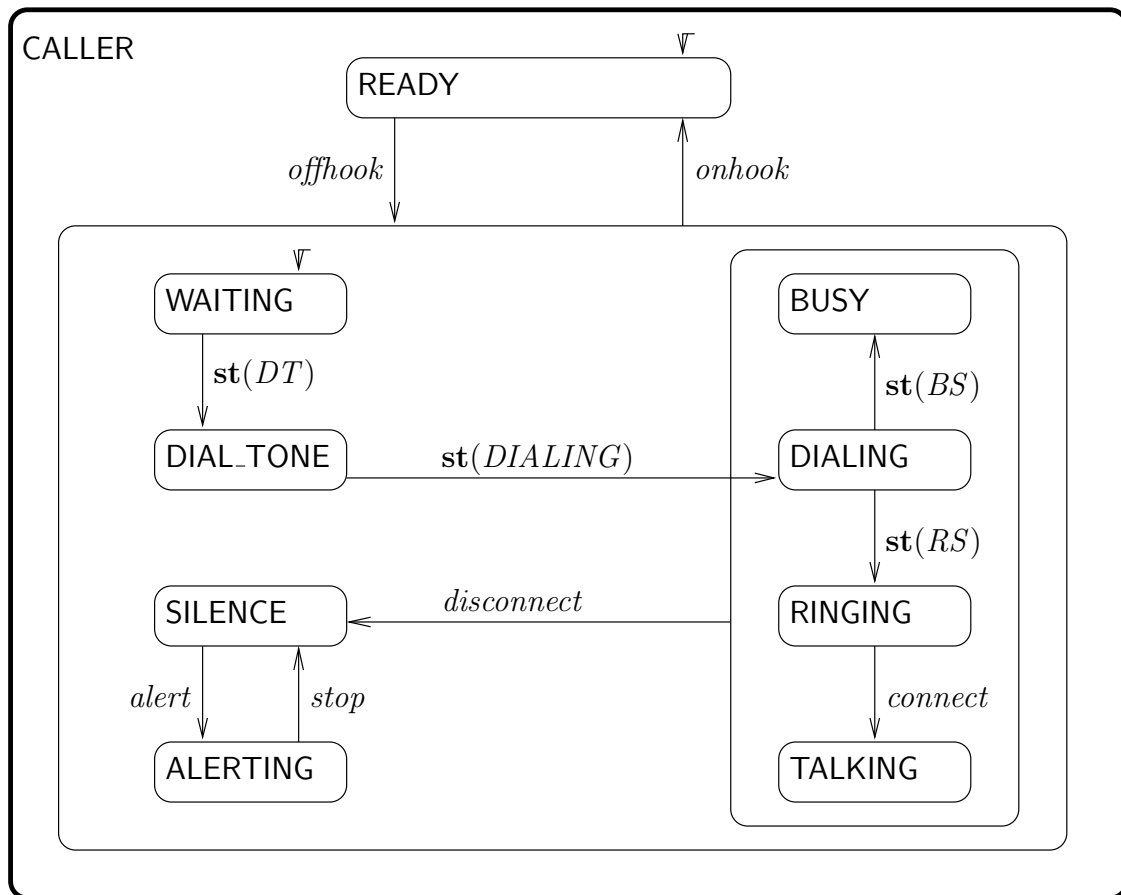 CALLER
READY
offhook
onhook
WAITING
BUSY
st(DT)
st(BS)
DIAL_TONE
st(DIALING)
DIALING
st(RS)
SILENCE
disconnect
RINGING
alert
stop
connect
ALERTING
TALKING